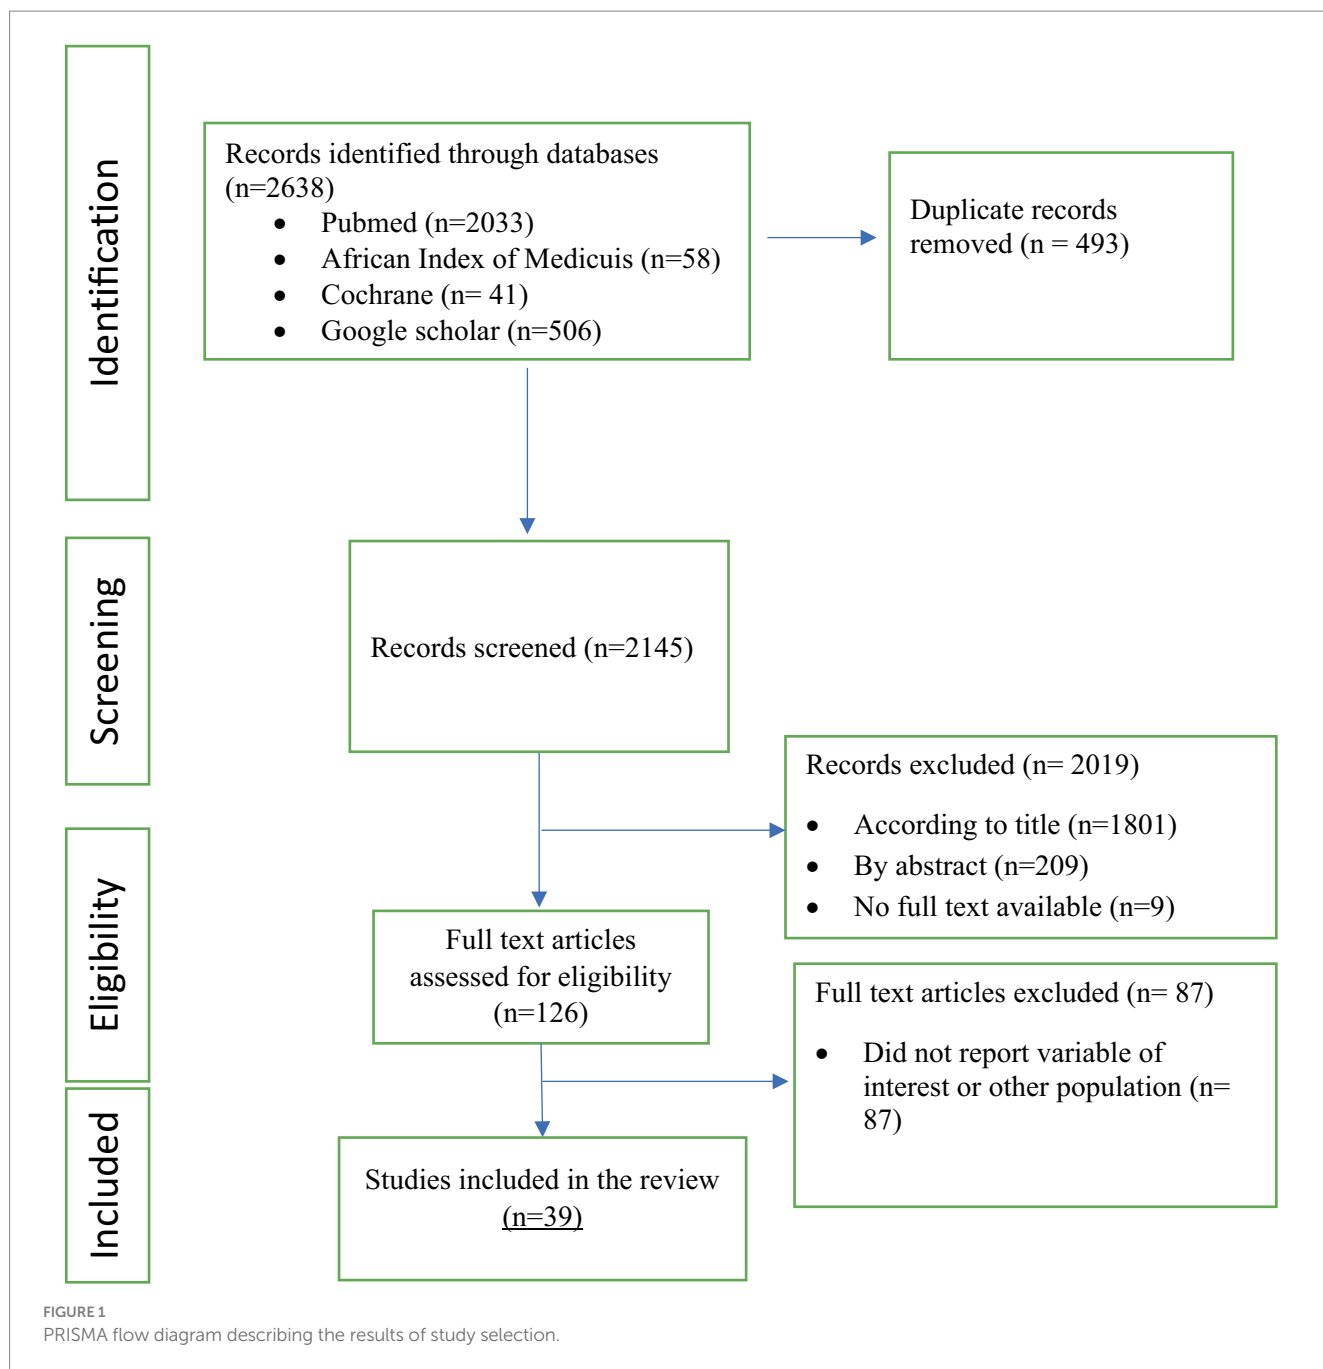 Identification
Records identified through databases
(n=2638)
• Pubmed (n=2033)
• African Index of Medicuis (n=58)
• Cochrane (n= 41)
• Google scholar (n=506)
Duplicate records
removed (n = 493)
Screening
Records screened (n=2145)
Records excluded (n= 2019)
• According to title (n=1801)
• By abstract (n=209)
• No full text available (n=9)
Eligibility
Full text articles
assessed for eligibility
(n=126)
Full text articles excluded (n= 87)
• Did not report variable of
interest or other population (n=
87)
Included
Studies included in the review
(n=39)
FIGURE 1
PRISMA flow diagram describing the results of study selection.